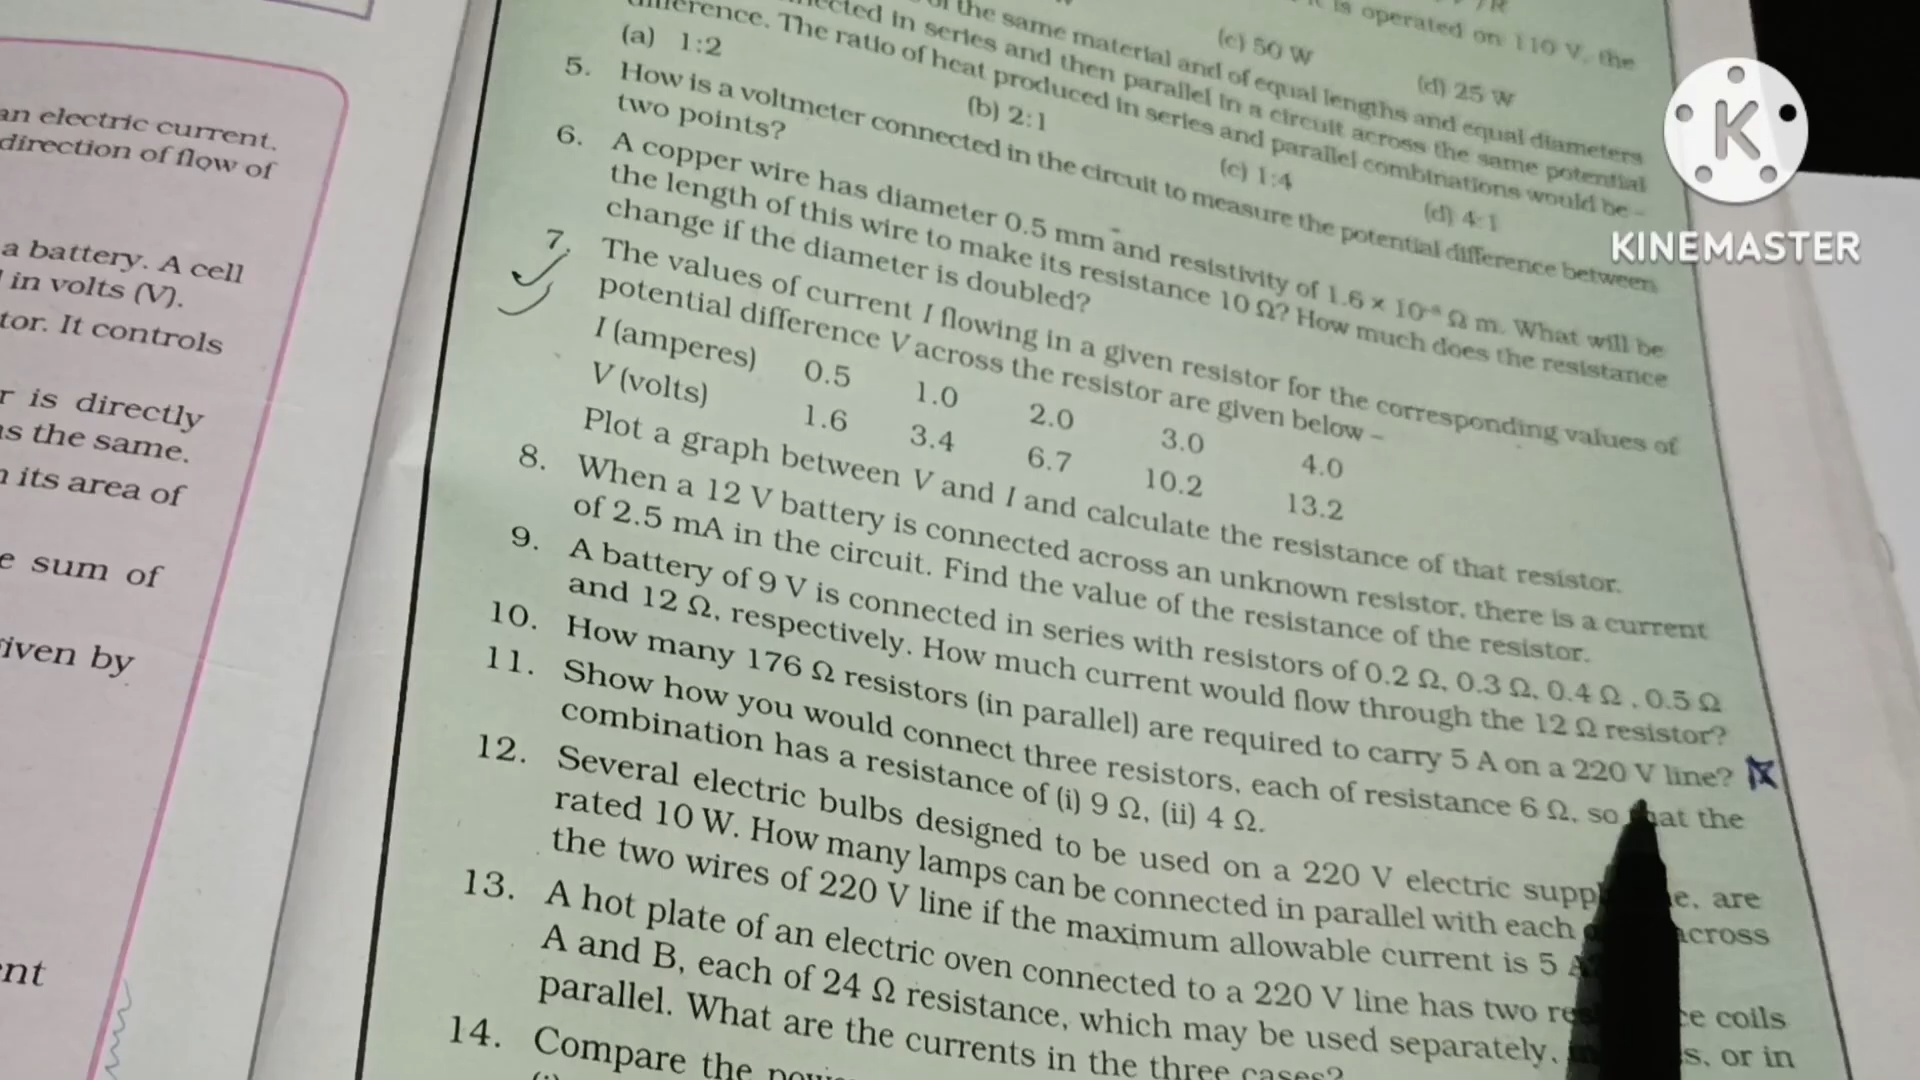 an electric current.
direction of flow of
a battery. A cell
in volts (V).
tor. It controls
r is directly
as the same.
its area of
e sum of
iven by
nt
is operated on 110 V, the
(c) 50 W
(d) 25 W
of the same material and of equal lengths and equal diameters
nected in series and then parallel in a circuit across the same potential
difference. The ratio of heat produced in series and parallel combinations would be –
(a) 1:2
(b) 2:1
(c) 1:4
(d) 4:1
5. How is a voltmeter connected in the circuit to measure the potential difference between
two points?
6. A copper wire has diameter 0.5 mm and resistivity of 1.6 × 10⁻⁸ Ω m. What will be
the length of this wire to make its resistance 10 Ω? How much does the resistance
change if the diameter is doubled?
7. The values of current I flowing in a given resistor for the corresponding values of
potential difference V across the resistor are given below –
I (amperes) 0.5 1.0 2.0 3.0 4.0
V (volts) 1.6 3.4 6.7 10.2 13.2
Plot a graph between V and I and calculate the resistance of that resistor.
8. When a 12 V battery is connected across an unknown resistor, there is a current
of 2.5 mA in the circuit. Find the value of the resistance of the resistor.
9. A battery of 9 V is connected in series with resistors of 0.2 Ω, 0.3 Ω, 0.4 Ω , 0.5 Ω
and 12 Ω, respectively. How much current would flow through the 12 Ω resistor?
10. How many 176 Ω resistors (in parallel) are required to carry 5 A on a 220 V line?
11. Show how you would connect three resistors, each of resistance 6 Ω, so that the
combination has a resistance of (i) 9 Ω, (ii) 4 Ω.
12. Several electric bulbs designed to be used on a 220 V electric supp e, are
rated 10 W. How many lamps can be connected in parallel with each across
the two wires of 220 V line if the maximum allowable current is 5 A
13. A hot plate of an electric oven connected to a 220 V line has two res ce coils
A and B, each of 24 Ω resistance, which may be used separately, s, or in
parallel. What are the currents in the three cases?
14. Compare the
K
KINEMASTER